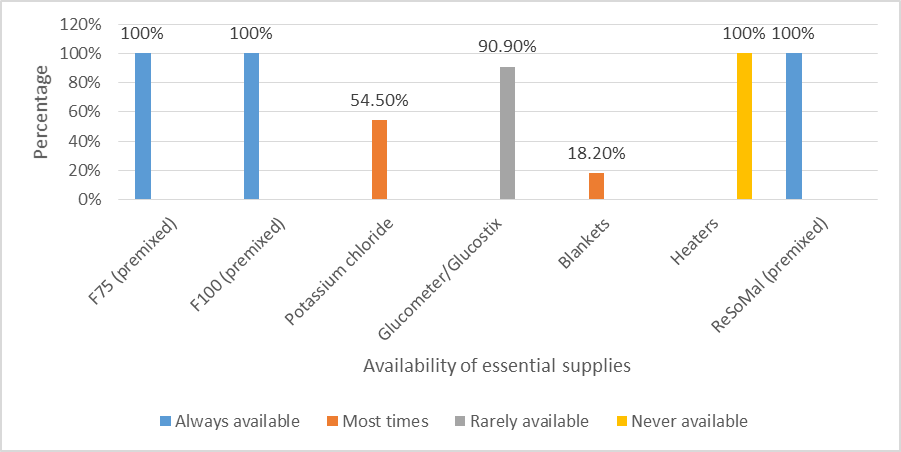 120%
100%
80%
60%
40%
20%
0%
Percentage
100%
100%
54.50%
90.90%
18.20%
100%
100%
F75 (premixed)
F100 (premixed)
Potassium chloride
Glucometer/Glucostix
Blankets
Heaters
ReSoMal (premixed)
Availability of essential supplies
Always available
Most times
Rarely available
Never available